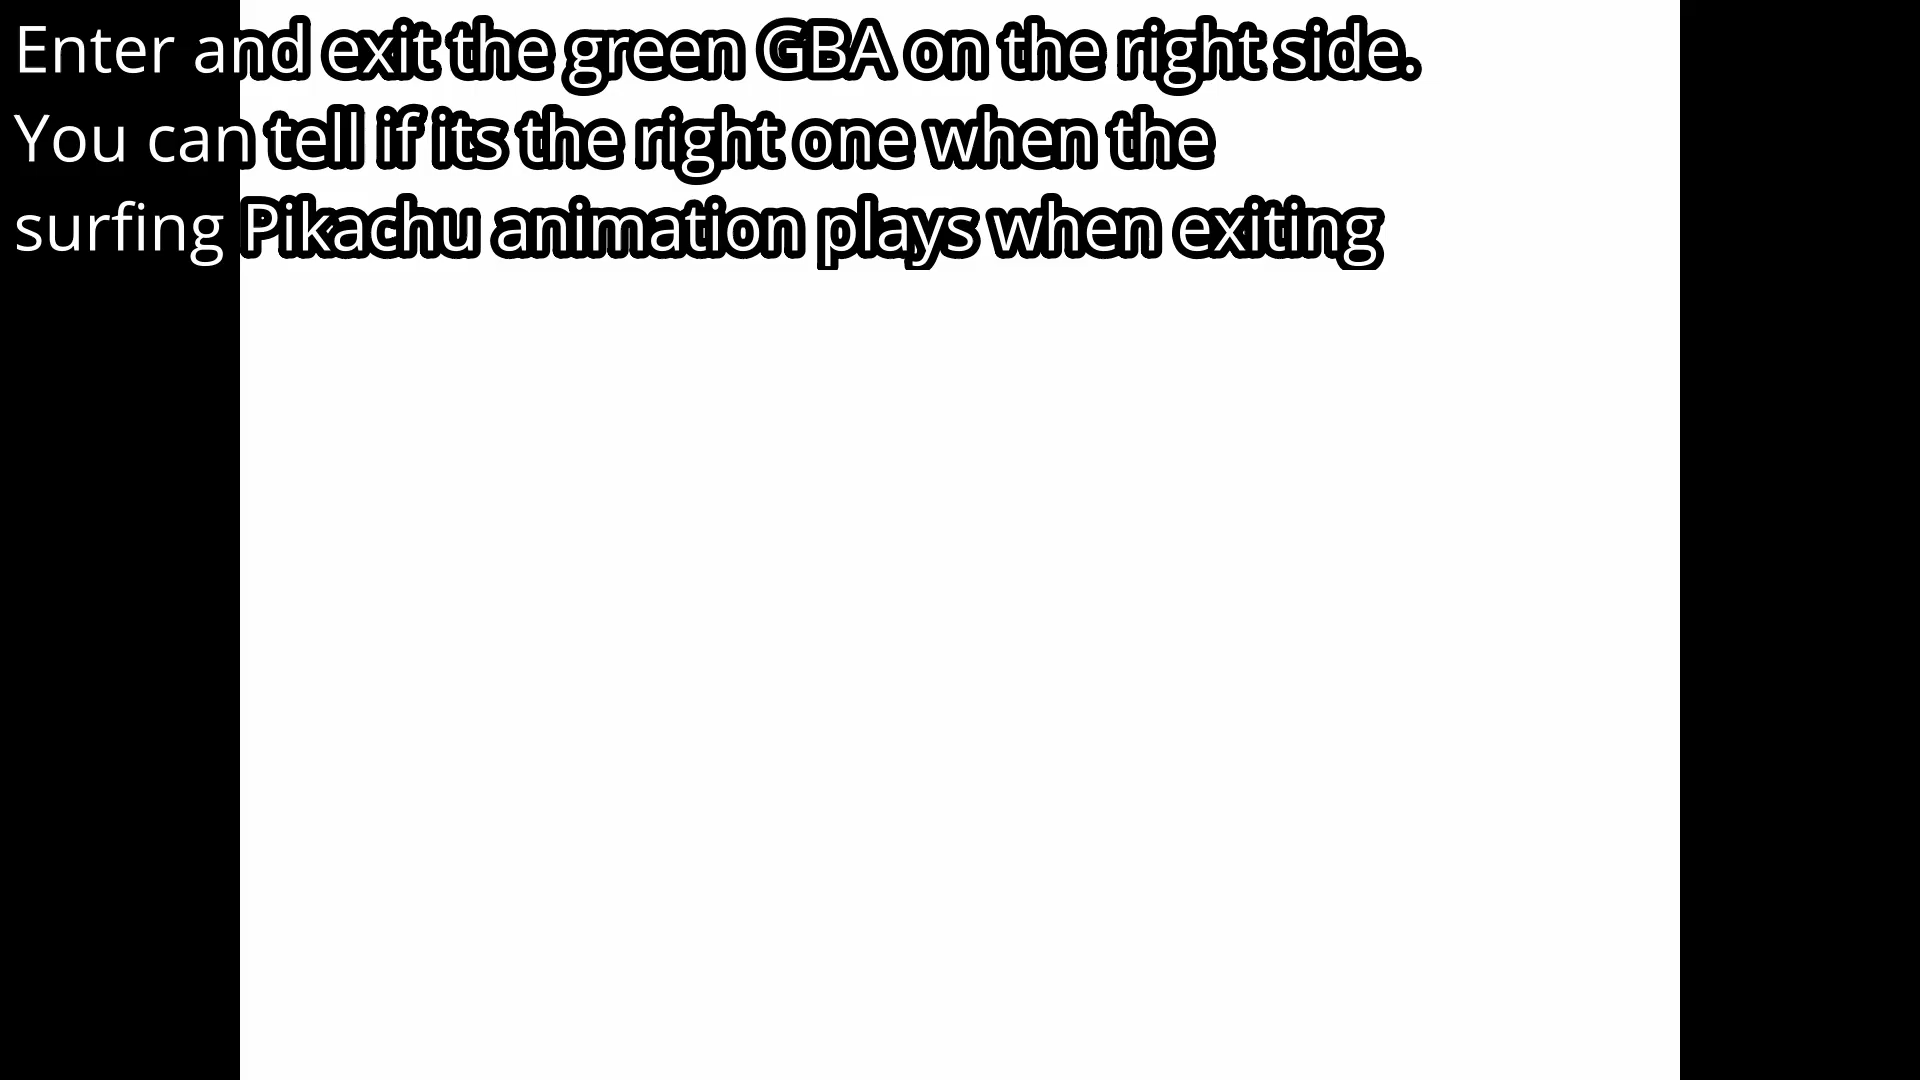 Enter and exit the green GBA on the right side.
You can tell if its the right one when the
surfing Pikachu animation plays when exiting